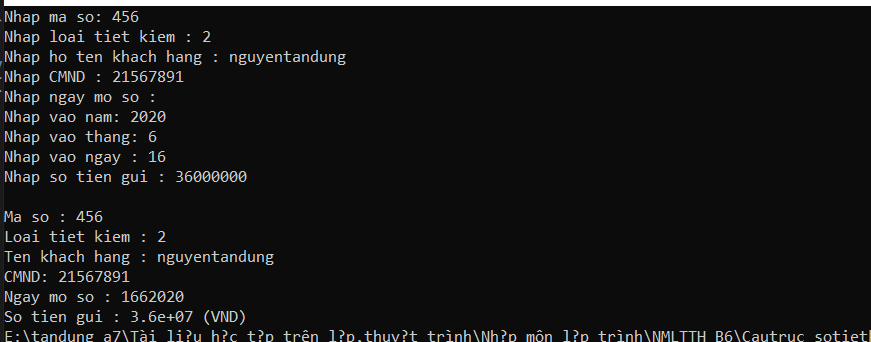 Nhap ma so: 456
Nhap loai tiet kiem : 2
Nhap ho ten khach hang : nguyentandung
Nhap CMND : 21567891
Nhap ngay mo so :
Nhap vao nam: 2020
Nhap vao thang: 6
Nhap vao ngay : 16
Nhap so tien gui : 36000000
Ma so : 456
Loai tiet kiem : 2
Ten khach hang : nguyentandung
CMND: 21567891
Ngay mo so : 1662020
So tien gui : 3.6e+07 (VND)
E:\tandung a7\Tài li?u h?c t?p trên l?p,thuy?t trình\Nh?p môn l?p trình\NMLTTH B6\Cautruc sotiet